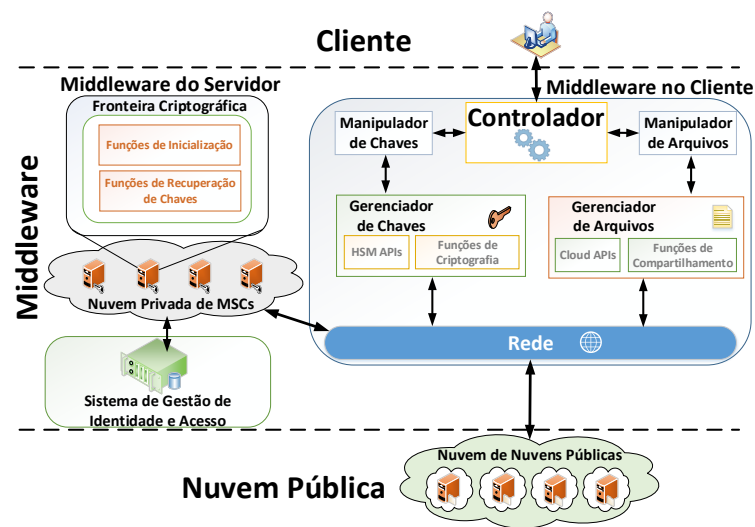 Cliente
Middleware
Middleware do Servidor
Fronteira Criptográfica
Funções de Inicialização
Funções de Recuperação
de Chaves
Nuvem Privada de MSCs
Sistema de Gestão de
Identidade e Acesso
Middleware no Cliente
Manipulador
de Chaves
Controlador
Manipulador
de Arquivos
Gerenciador
de Chaves
HSM APIs
Funções de
Criptografia
Gerenciador
de Arquivos
Cloud APIs
Funções de
Compartilhamento
Rede
Nuvem Pública
Nuvem de Nuvens Públicas